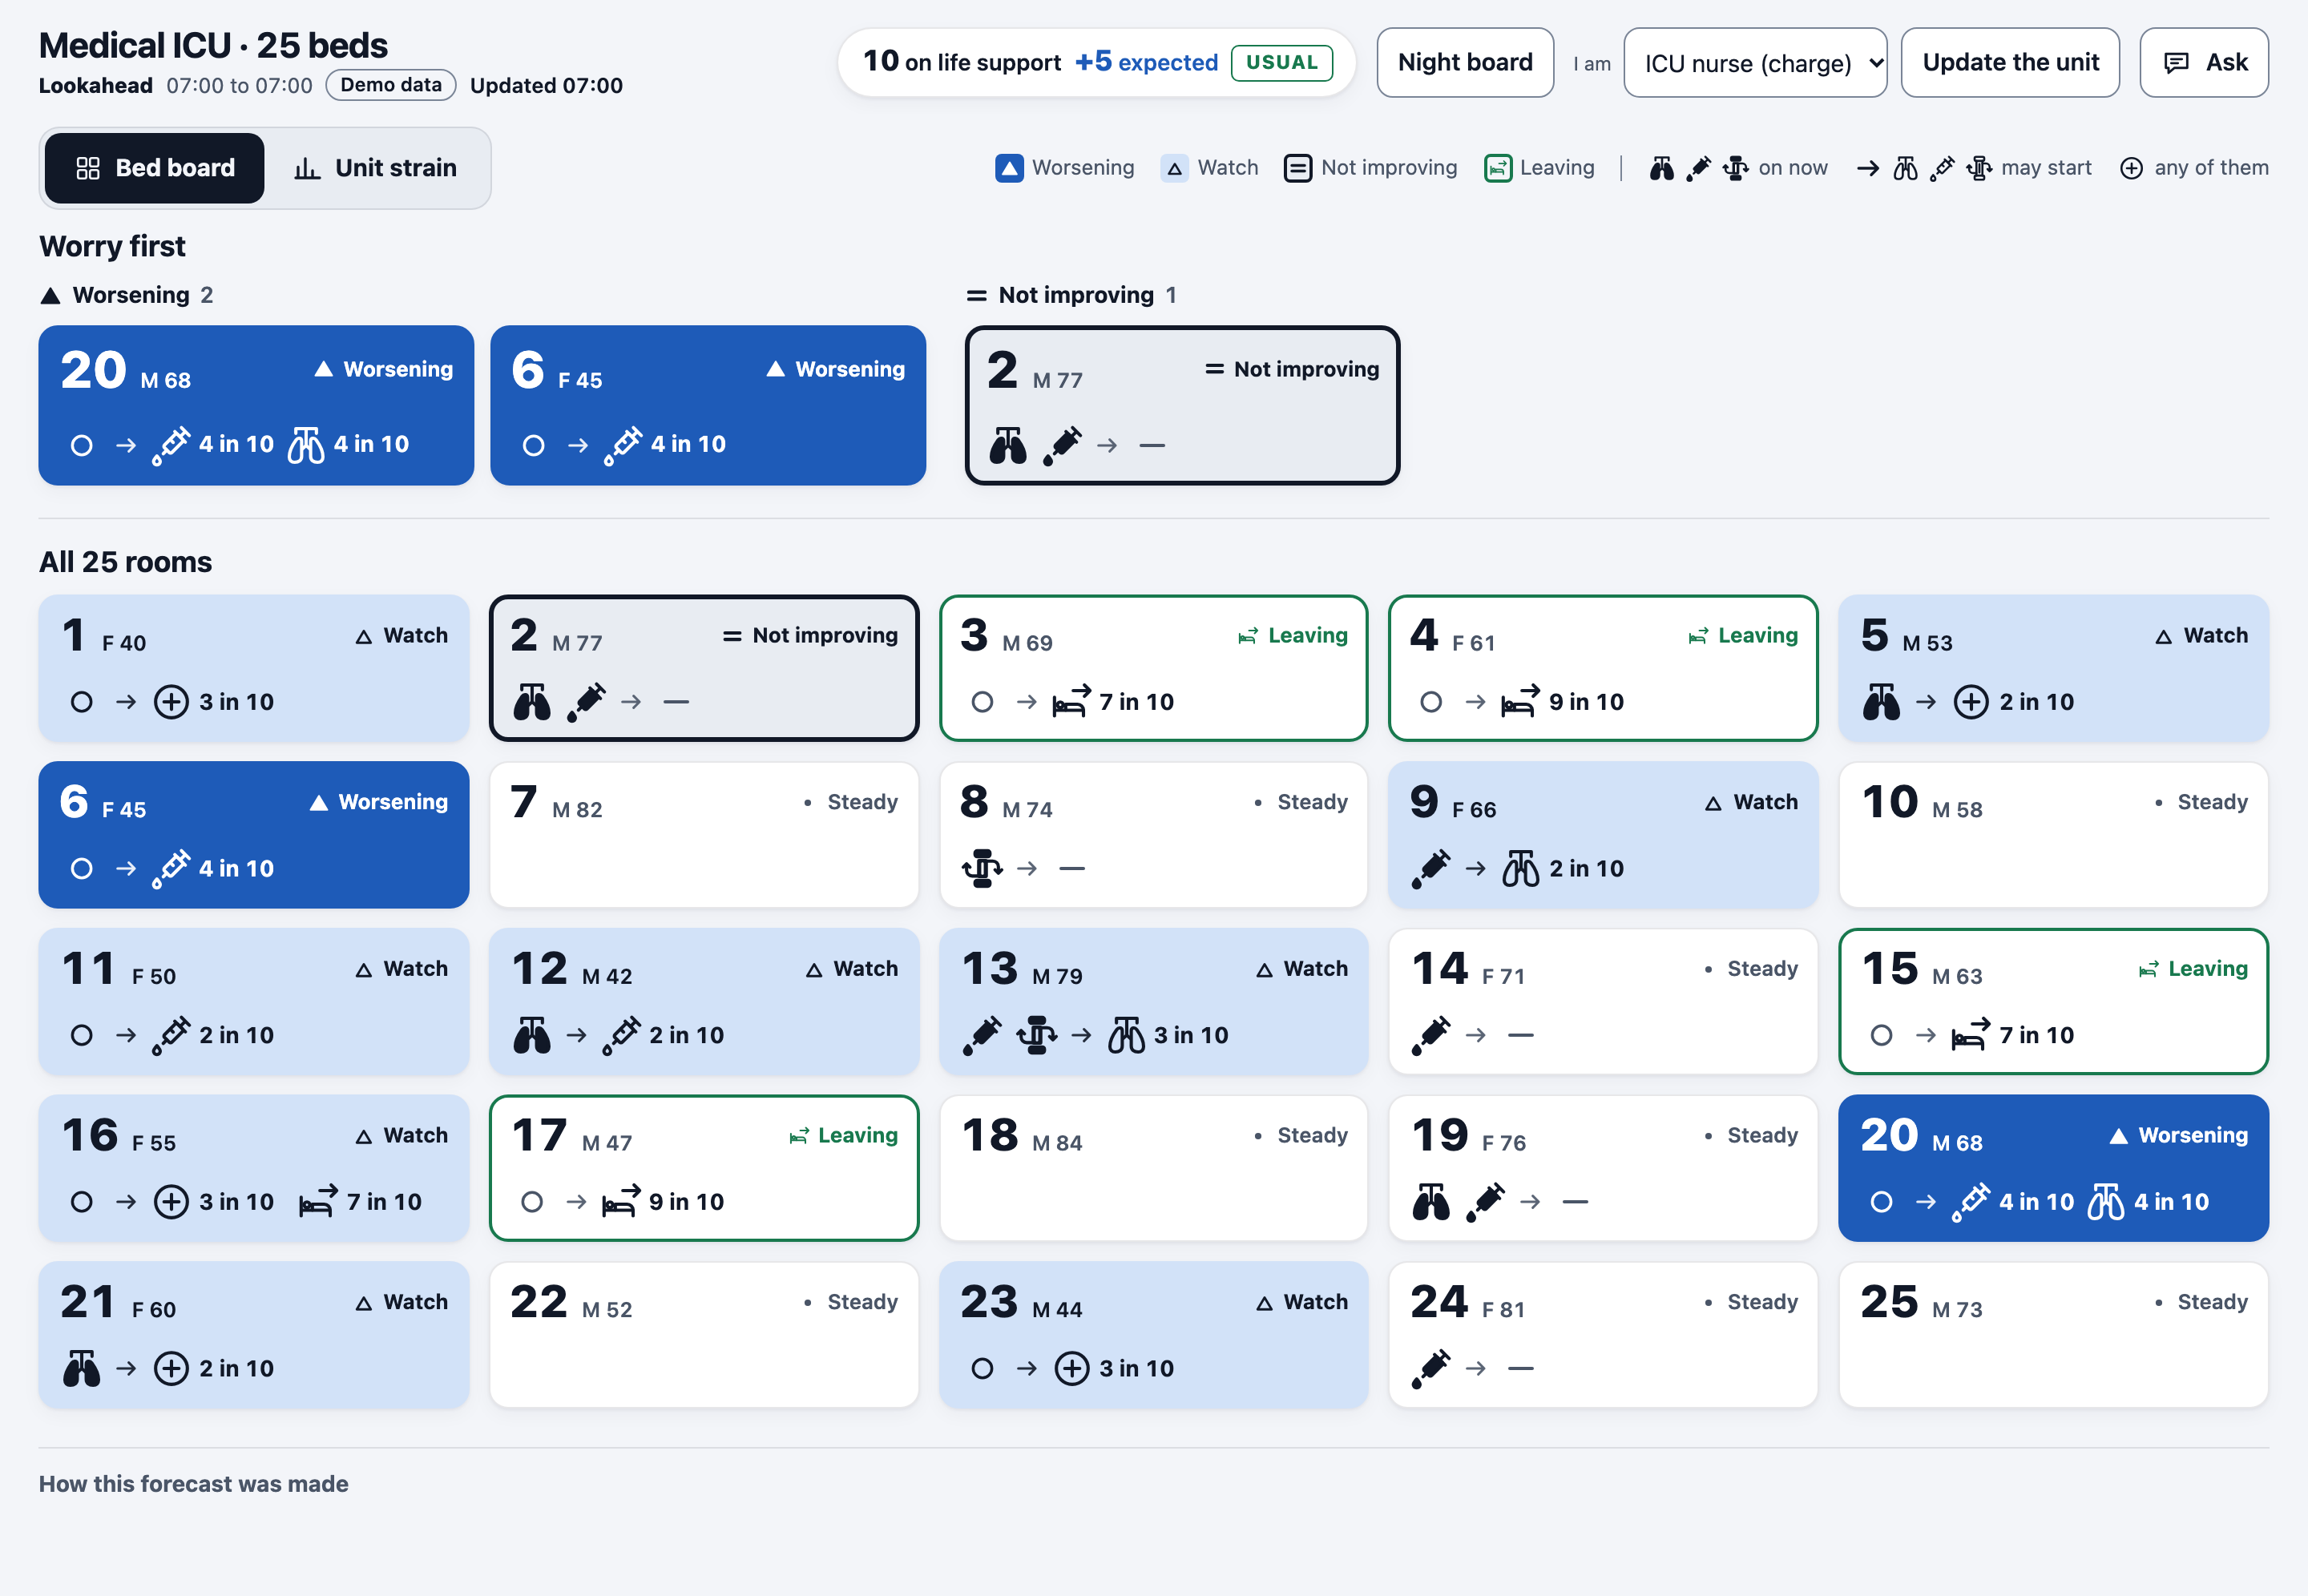 Medical ICU · 25 beds
Lookahead 07:00 to 07:00 Demo data Updated 07:00
10 on life support +5 expected USUAL
Night board
I am ICU nurse (charge)
Update the unit
Ask
Bed board
Unit strain
Worsening Watch Not improving Leaving
on now may start any of them
Worry first
Worsening 2
20 M 68 Worsening
4 in 10 4 in 10
6 F 45 Worsening
4 in 10
Not improving 1
2 M 77 Not improving
All 25 rooms
1 F 40 Watch
3 in 10
2 M 77 Not improving
3 M 69 Leaving
7 in 10
4 F 61 Leaving
9 in 10
5 M 53 Watch
2 in 10
6 F 45 Worsening
4 in 10
7 M 82 Steady
8 M 74 Steady
9 F 66 Watch
2 in 10
10 M 58 Steady
11 F 50 Watch
2 in 10
12 M 42 Watch
2 in 10
13 M 79 Watch
3 in 10
14 F 71 Steady
15 M 63 Leaving
7 in 10
16 F 55 Watch
3 in 10 7 in 10
17 M 47 Leaving
9 in 10
18 M 84 Steady
19 F 76 Steady
20 M 68 Worsening
4 in 10 4 in 10
21 F 60 Watch
2 in 10
22 M 52 Steady
23 M 44 Watch
3 in 10
24 F 81 Steady
25 M 73 Steady
How this forecast was made